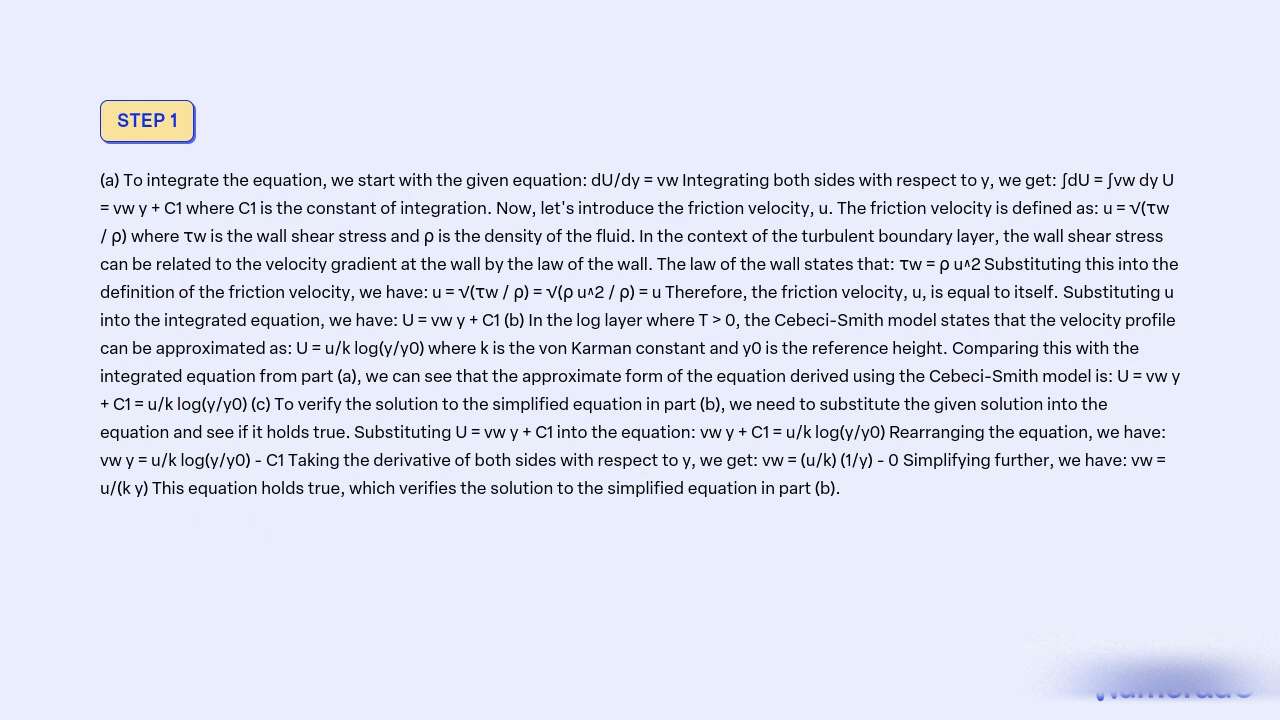 STEP 1
(a) To integrate the equation, we start with the given equation: dU/dy = vw Integrating both sides with respect to y, we get: ∫dU = ∫vw dy U
= vw y + C1 where C1 is the constant of integration. Now, let's introduce the friction velocity, u. The friction velocity is defined as: u = √(τw
/ ρ) where τw is the wall shear stress and ρ is the density of the fluid. In the context of the turbulent boundary layer, the wall shear stress
can be related to the velocity gradient at the wall by the law of the wall. The law of the wall states that: τw = ρ u^2 Substituting this into the
definition of the friction velocity, we have: u = √(τw / ρ) = √(ρ u^2 / ρ) = u Therefore, the friction velocity, u, is equal to itself. Substituting u
into the integrated equation, we have: U = vw y + C1 (b) In the log layer where T > 0, the Cebeci-Smith model states that the velocity profile
can be approximated as: U = u/k log(y/y0) where k is the von Karman constant and y0 is the reference height. Comparing this with the
integrated equation from part (a), we can see that the approximate form of the equation derived using the Cebeci-Smith model is: U = vw y
+ C1 = u/k log(y/y0) (c) To verify the solution to the simplified equation in part (b), we need to substitute the given solution into the
equation and see if it holds true. Substituting U = vw y + C1 into the equation: vw y + C1 = u/k log(y/y0) Rearranging the equation, we have:
vw y = u/k log(y/y0) - C1 Taking the derivative of both sides with respect to y, we get: vw = (u/k) (1/y) - 0 Simplifying further, we have: vw =
u/(k y) This equation holds true, which verifies the solution to the simplified equation in part (b).